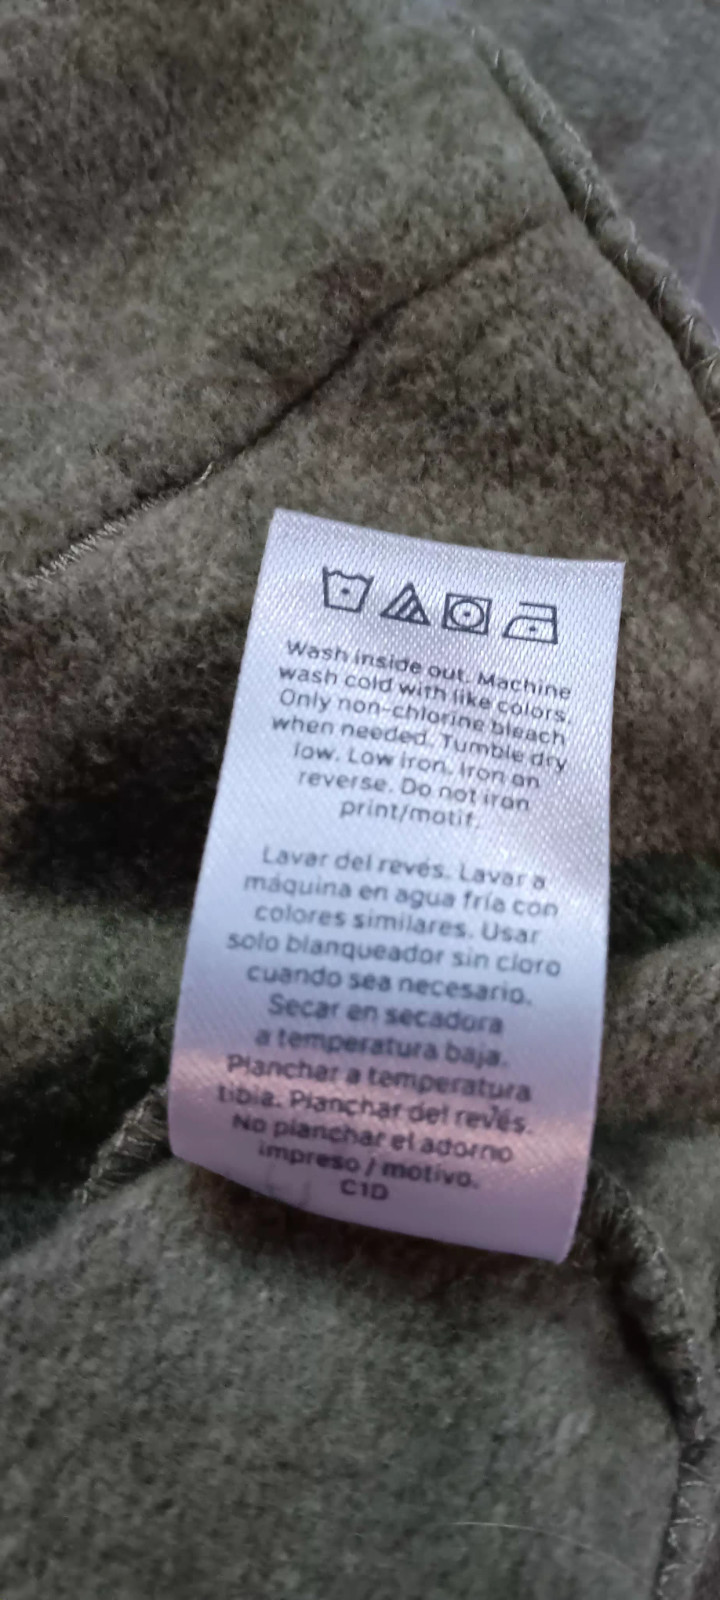 Wash inside out. Machine
wash cold with like colors.
Only non-chlorine bleach
when needed. Tumble dry
low. Low iron. Iron on
reverse. Do not iron
print/motif.
Lavar del revés. Lavar a
máquina en agua fría con
colores similares. Usar
solo blanqueador sin cloro
cuando sea necesario.
Secar en secadora
a temperatura baja.
Planchar a temperatura
tibia. Planchar del revés.
No planchar el adorno
impreso / motivo.
C1D